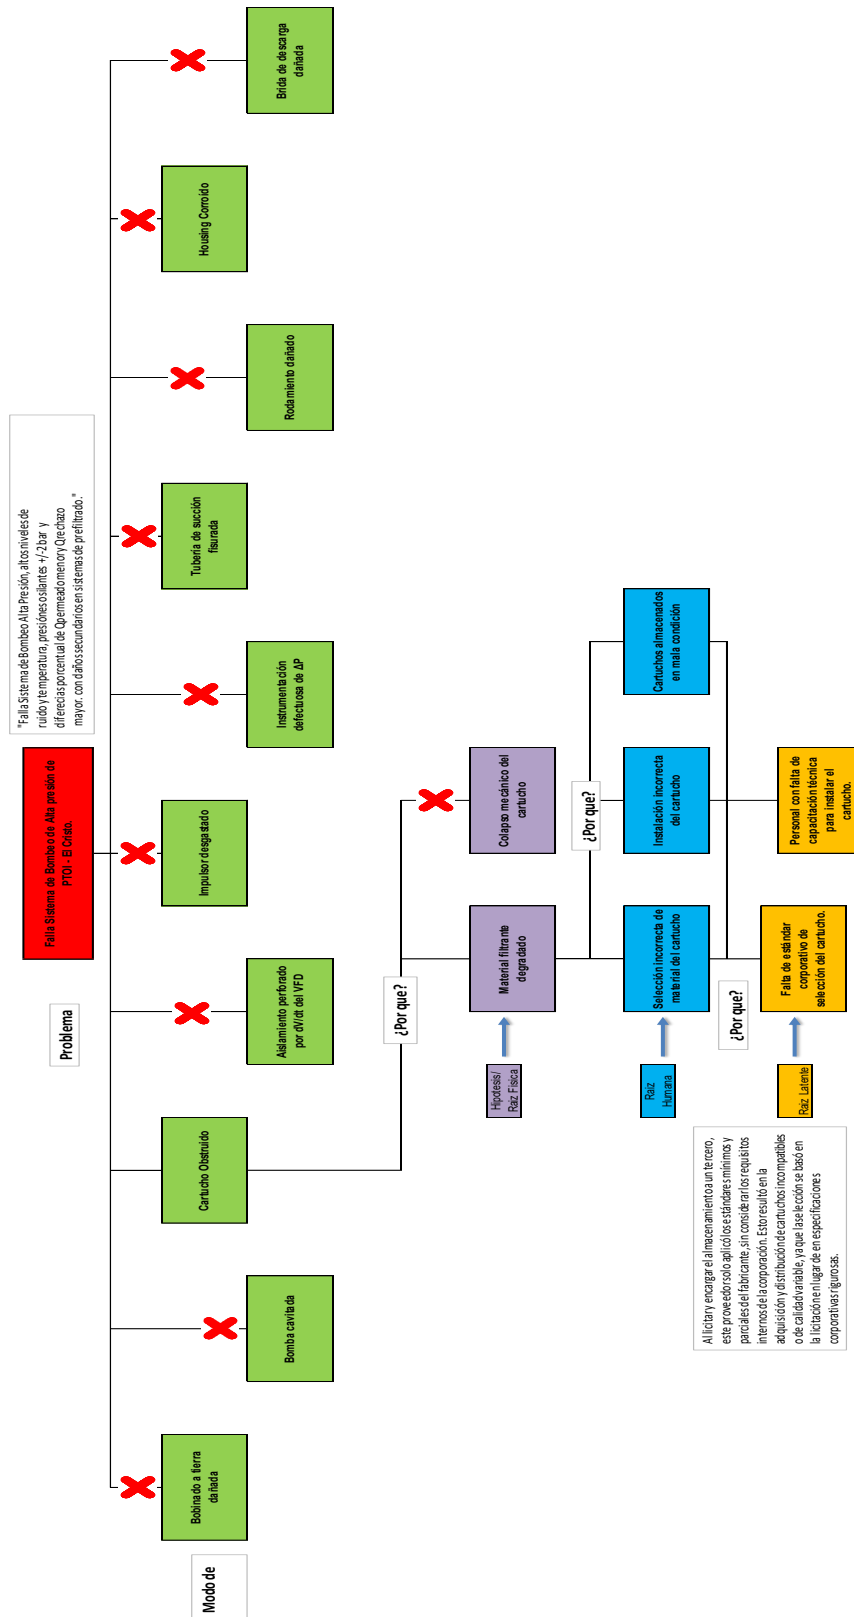 Falla Sistema de Bombeo de Alta presión de
PTOI - El Cristo.
"Falla Sistema de Bombeo Alta Presión, altos niveles de
ruido y temperatura, presiónes osilantes +/-2 bar y
diferecias porcentual de Qpermeado menor y Qrechazo
mayor. con daños secundarios en sistemas de prefiltrado."
Problema
Modo de
Bobinado a tierra
dañada
Bomba cavitada
Cartucho Obstruido
Aislamiento perforado
por dV/dt del VFD
Impulsor desgastado
Instrumentación
defectuosa de ΔP
Tubería de succión
fisurada
Rodamiento dañado
Housing Corroido
Brida de descarga
dañada
¿Por que?
Hipotesis/
Raiz Fisica
Material filtrante
degradado
Colapso mecánico del
cartucho
¿Por que?
Raiz
Humana
Selección incorrecta de
material del cartucho
Instalación incorrecta
del cartucho
Cartuchos almacenados
en mala condición
¿Por que?
Raiz Latente
Falta de estándar
corporativo de
selección del cartucho.
Personal con falta de
capacitación técnica
para instalar el
cartucho.
Al licitar y encargar el almacenamiento a un tercero,
este proveedor solo aplicó los estándares mínimos y
parciales del fabricante, sin considerar los requisitos
internos de la corporación. Esto resultó en la
adquisición y distribución de cartuchos incompatibles
o de calidad variable, ya que la selección se basó en
la licitación en lugar de en especificaciones
corporativas rigurosas.